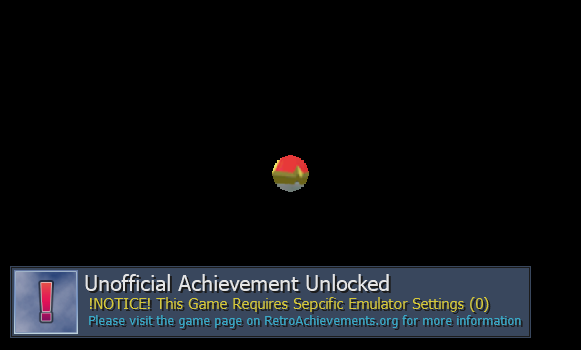 Unofficial Achievement Unlocked
!NOTICE! This Game Requires Sepcific Emulator Settings (0)
Please visit the game page on RetroAchievements.org for more information